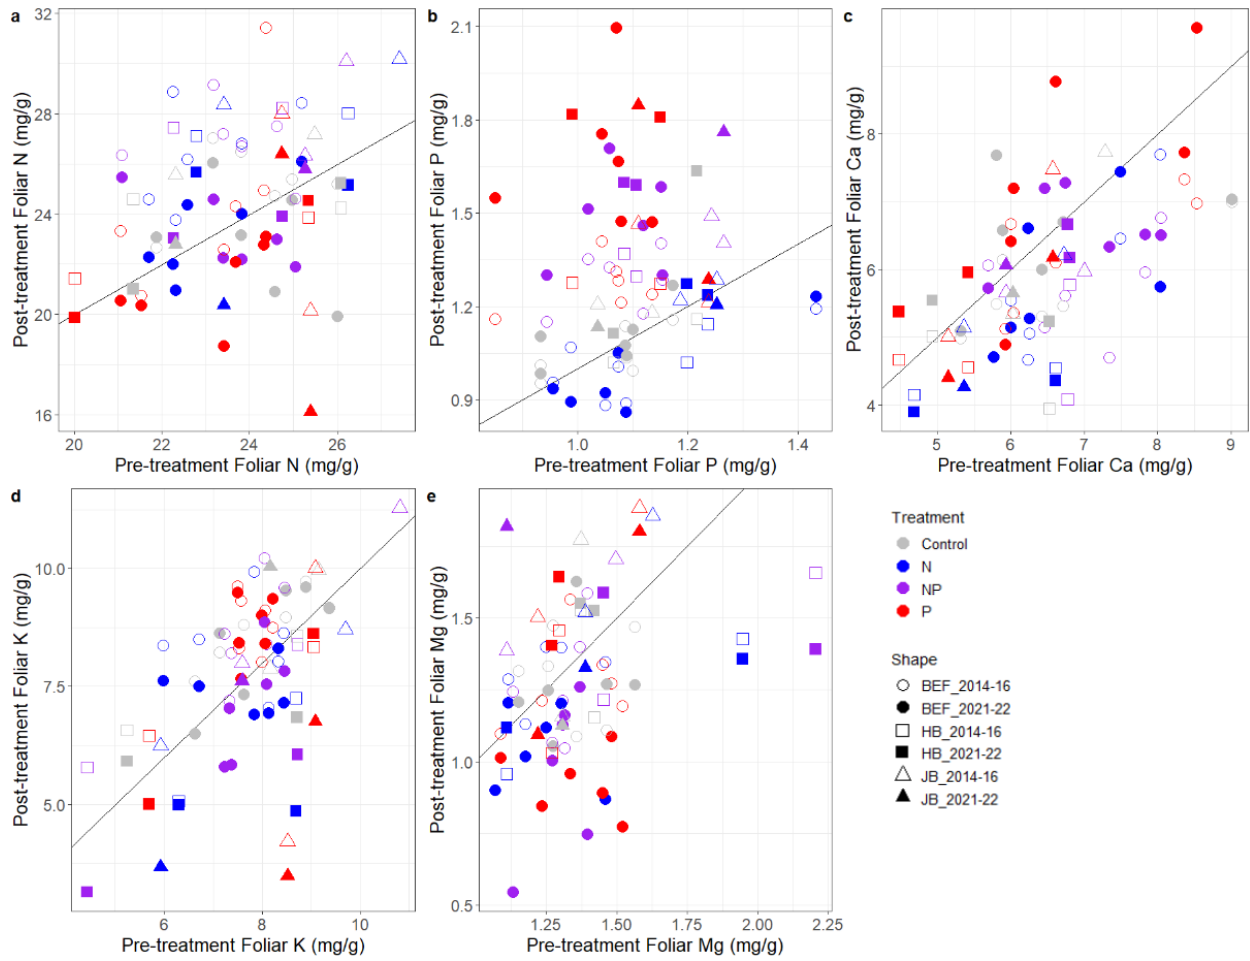 a
32
28
24
20
16
Post-treatment Foliar N (mg/g)
20 22 24 26
Pre-treatment Foliar N (mg/g)
b
2.1
1.8
1.5
1.2
0.9
Post-treatment Foliar P (mg/g)
1.0 1.2 1.4
Pre-treatment Foliar P (mg/g)
c
8
6
4
Post-treatment Foliar Ca (mg/g)
5 6 7 8 9
Pre-treatment Foliar Ca (mg/g)
d
10.0
7.5
5.0
Post-treatment Foliar K (mg/g)
6 8 10
Pre-treatment Foliar K (mg/g)
e
1.5
1.0
0.5
Post-treatment Foliar Mg (mg/g)
1.25 1.50 1.75 2.00 2.25
Pre-treatment Foliar Mg (mg/g)
Treatment
Control
N
NP
P
Shape
BEF_2014-16
BEF_2021-22
HB_2014-16
HB_2021-22
JB_2014-16
JB_2021-22